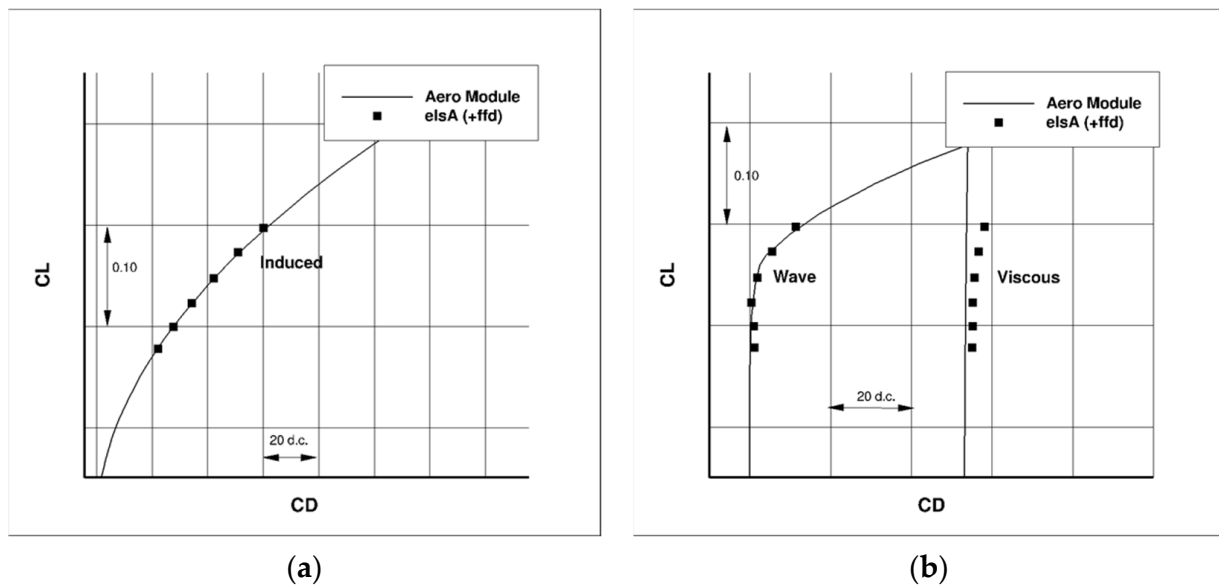 Aero Module
elsA (+ffd)
CL
0.10
Induced
20 d.c.
CD
(a)
Aero Module
elsA (+ffd)
CL
0.10
Wave
Viscous
20 d.c.
CD
(b)